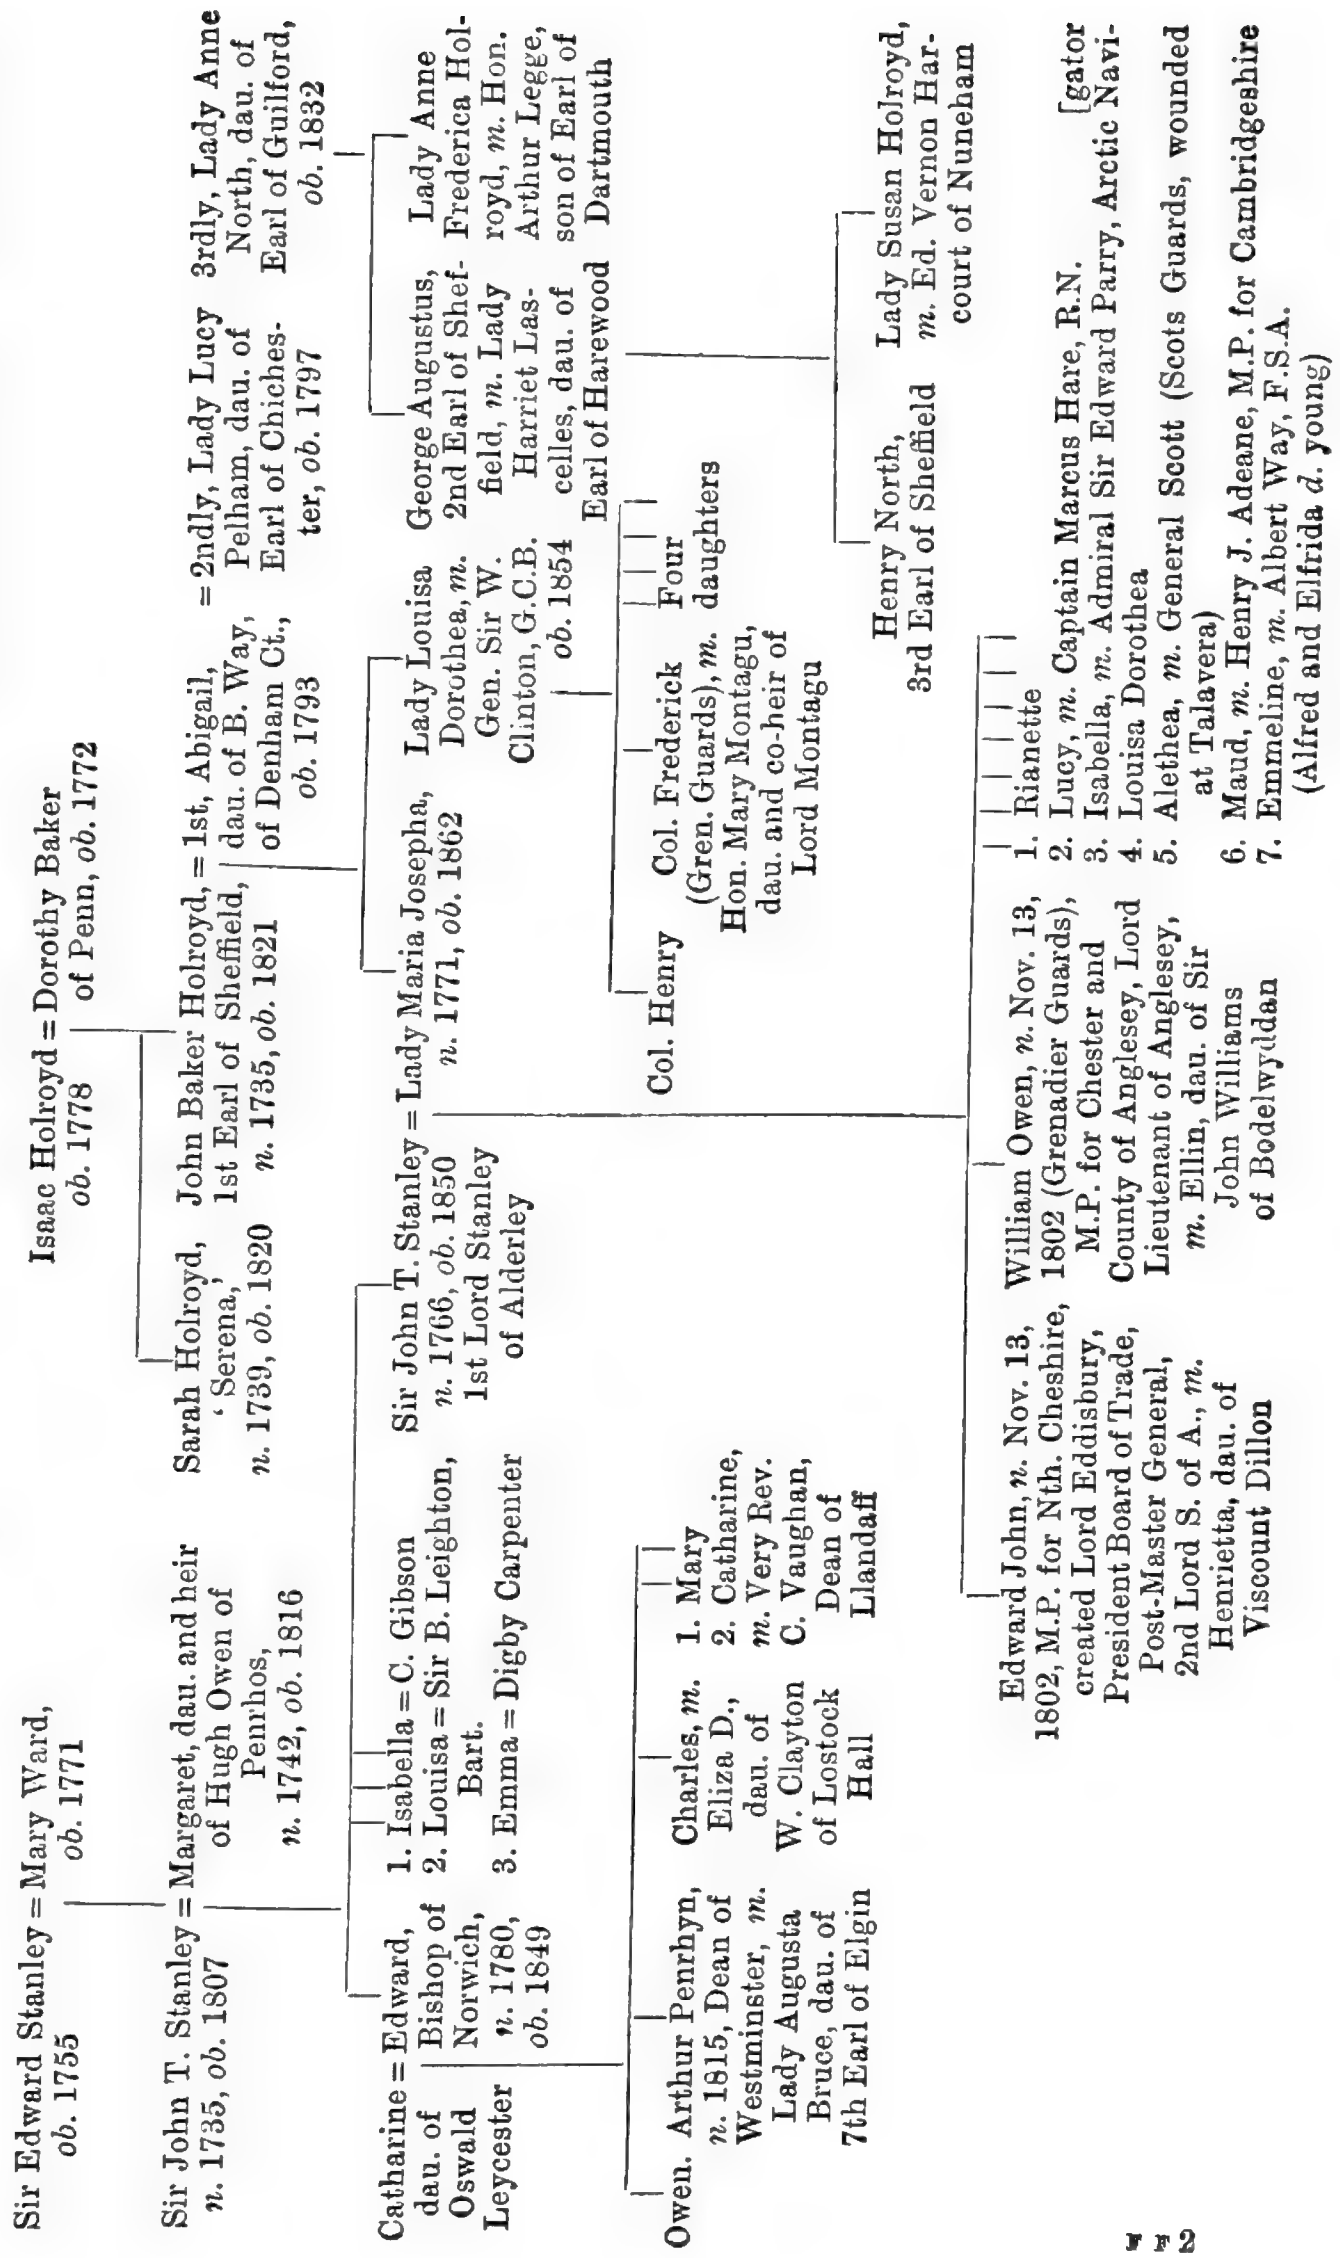 Sir Edward Stanley = Mary Ward,
ob. 1755
ob. 1771
Isaac Holroyd = Dorothy Baker
ob. 1778
of Penn, ob. 1772
Sir John T. Stanley = Margaret, dau. and heir
n. 1735, ob. 1807
of Hugh Owen of
Penrhos,
n. 1742, ob. 1816
Sarah Holroyd,
‘ Serena,’
n. 1739, ob. 1820
John Baker Holroyd, = 1st, Abigail,
1st Earl of Sheffield,
n. 1735, ob. 1821
dau. of B. Way,
of Denham Ct.,
ob. 1793
= 2ndly, Lady Lucy
Pelham, dau. of
Earl of Chiches-
ter, ob. 1797
3rdly, Lady Anne
North, dau. of
Earl of Guilford,
ob. 1832
Catharine = Edward,
dau. of
Oswald
Leycester
Bishop of
Norwich,
n. 1780,
ob. 1849
1. Isabella = C. Gibson
2. Louisa = Sir B. Leighton,
Bart.
3. Emma = Digby Carpenter
Sir John T. Stanley = Lady Maria Josepha,
n. 1766, ob. 1850
1st Lord Stanley
of Alderley
n. 1771, ob. 1862
Lady Louisa
Dorothea, m.
Gen. Sir W.
Clinton, G.C.B.
ob. 1854
George Augustus,
2nd Earl of Shef-
field, m. Lady
Harriet Las-
celles, dau. of
Earl of Harewood
Lady Anne
Frederica Hol-
royd, m. Hon.
Arthur Legge,
son of Earl of
Dartmouth
Owen.
Arthur Penrhyn,
n. 1815, Dean of
Westminster, m.
Lady Augusta
Bruce, dau. of
7th Earl of Elgin
Charles, m.
Eliza D.,
dau. of
W. Clayton
of Lostock
Hall
1. Mary
2. Catharine,
m. Very Rev.
C. Vaughan,
Dean of
Llandaff
Col. Henry
Col. Frederick
(Gren. Guards), m.
Hon. Mary Montagu,
dau. and co-heir of
Lord Montagu
Four
daughters
Henry North,
3rd Earl of Sheffield
Lady Susan Holroyd,
m. Ed. Vernon Har-
court of Nuneham
Edward John, n. Nov. 13,
1802, M.P. for Nth. Cheshire,
created Lord Eddisbury,
President Board of Trade,
Post-Master General,
2nd Lord S. of A., m.
Henrietta, dau. of
Viscount Dillon
William Owen, n. Nov. 13,
1802 (Grenadier Guards),
M.P. for Chester and
County of Anglesey, Lord
Lieutenant of Anglesey,
m. Ellin, dau. of Sir
John Williams
of Bodelwyddan
1. Rianette
2. Lucy, m. Captain Marcus Hare, R.N. [gator
3. Isabella, m. Admiral Sir Edward Parry, Arctic Navi-
4. Louisa Dorothea
5. Alethea, m. General Scott (Scots Guards, wounded
at Talavera)
6. Maud, m. Henry J. Adeane, M.P. for Cambridgeshire
7. Emmeline, m. Albert Way, F.S.A.
(Alfred and Elfrida d. young)
F F 2